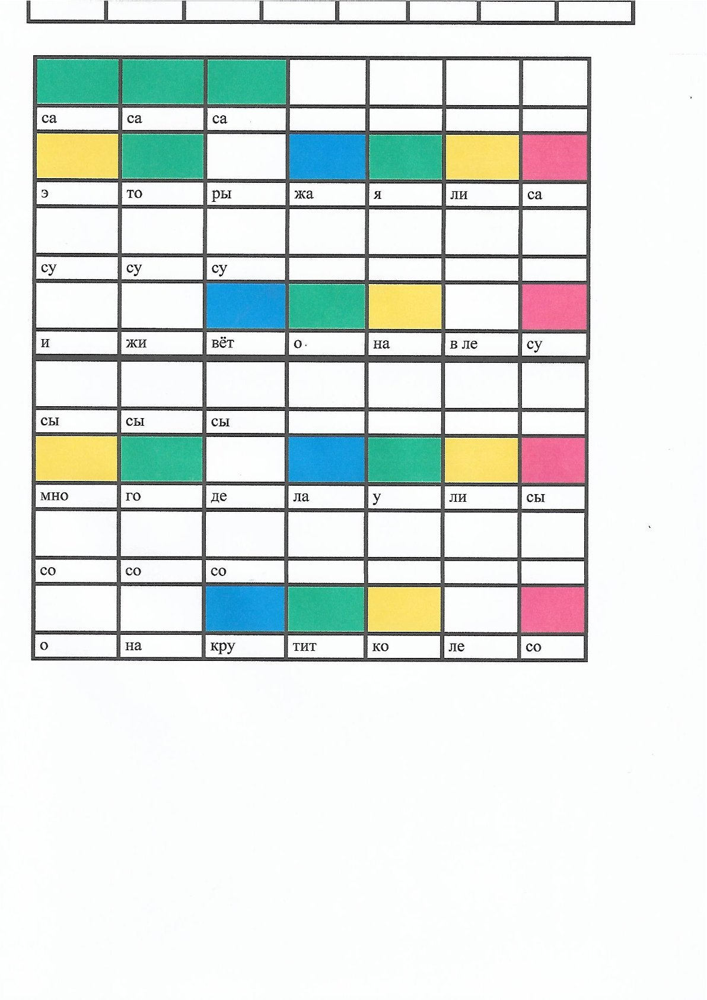 са са са
э то ры жа я ли са
су су су
и жи вёт о на в ле су
сы сы сы
мно го де ла у ли сы
со со со
о на кру тит ко ле со